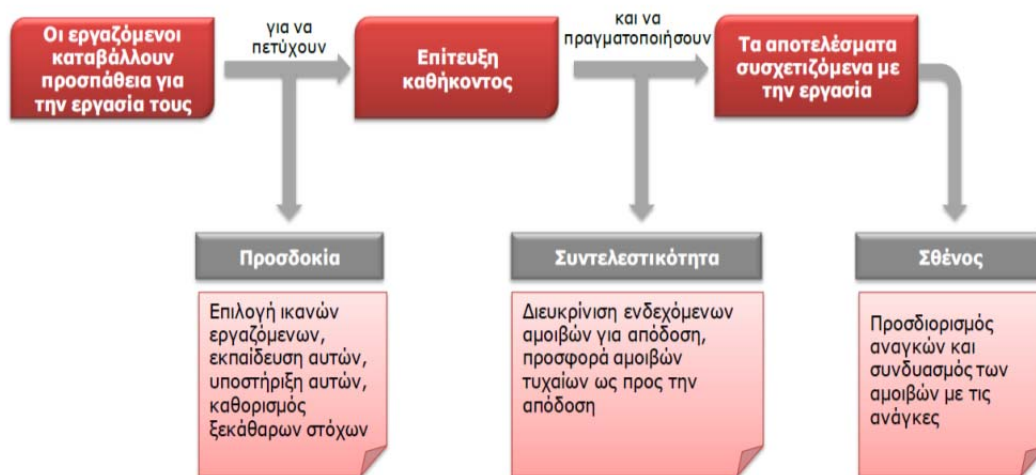 Οι εργαζόμενοι
καταβάλλουν
προσπάθεια για
την εργασία τους
για να
πετύχουν
Επίτευξη
καθήκοντος
και να
πραγματοποιήσουν
Τα αποτελέσματα
συσχετιζόμενα με
την εργασία
Προσδοκία
Επιλογή ικανών
εργαζόμενων,
εκπαίδευση αυτών,
υποστήριξη αυτών,
καθορισμός
ξεκάθαρων στόχων
Συντελεστικότητα
Διευκρίνιση ενδεχόμενων
αμοιβών για απόδοση,
προσφορά αμοιβών
τυχαίων ως προς την
απόδοση
Σθένος
Προσδιορισμός
αναγκών και
συνδυασμός των
αμοιβών με τις
ανάγκες